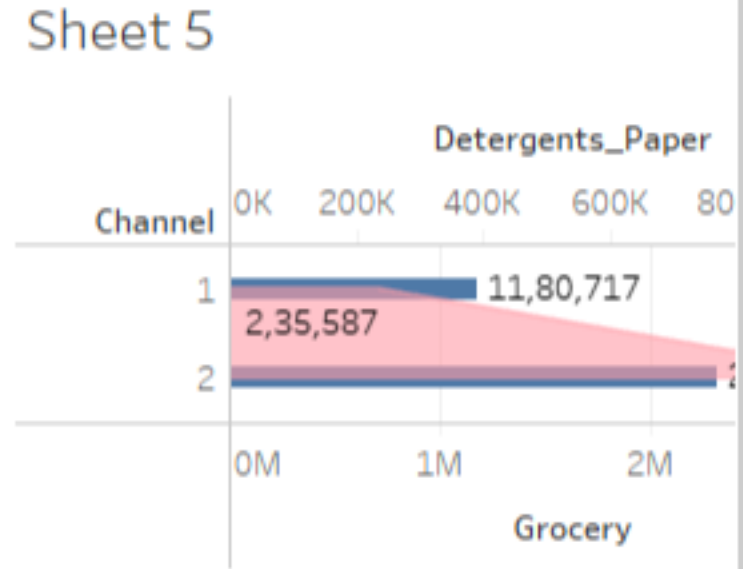 Sheet 5
Detergents_Paper
Channel 0K 200K 400K 600K 80
1 11,80,717
2,35,587
2
0M 1M 2M
Grocery